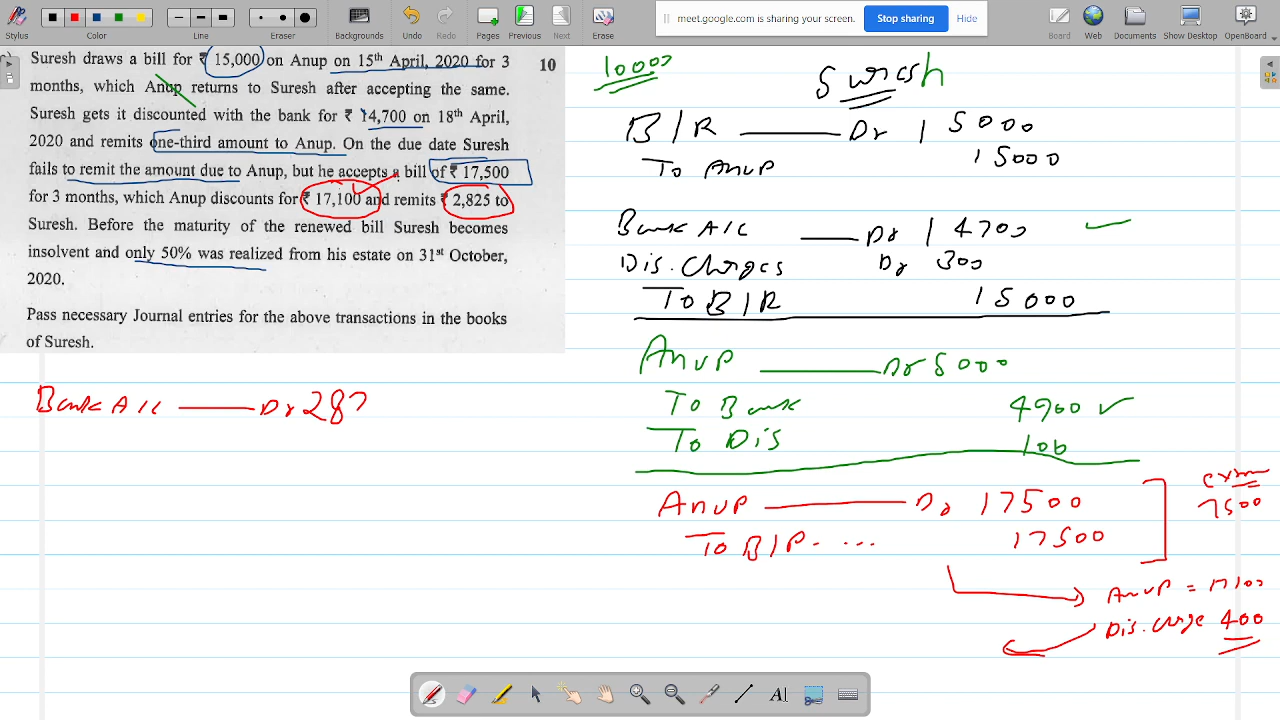 Stylus
Color
Line
Eraser
Backgrounds
Undo
Redo
Pages
Previous
Next
Erase
meet.google.com is sharing your screen.
Stop sharing
Hide
Board
Web
Documents
Show Desktop
OpenBoard
Suresh draws a bill for ₹ 15,000 on Anup on 15th April, 2020 for 3
10
months, which Anup returns to Suresh after accepting the same.
Suresh gets it discounted with the bank for ₹ 14,700 on 18th April,
2020 and remits one-third amount to Anup. On the due date Suresh
fails to remit the amount due to Anup, but he accepts a bill of ₹ 17,500
for 3 months, which Anup discounts for ₹ 17,100 and remits ₹ 2,825 to
Suresh. Before the maturity of the renewed bill Suresh becomes
insolvent and only 50% was realized from his estate on 31st October,
2020.
Pass necessary Journal entries for the above transactions in the books
of Suresh.
Bank A/c Dr 282
10000
Suresh
B/R Dr 15000
To Anup 15000
Bank A/c Dr 14700
Dis. Charges Dr 300
To B/R 15000
Anup Dr 5000
To Bank 4900
To Dis 100
Anup Dr 17500
To B/P. ... 17500
7500
Anup = 17100
Dis. Charge 400
AI